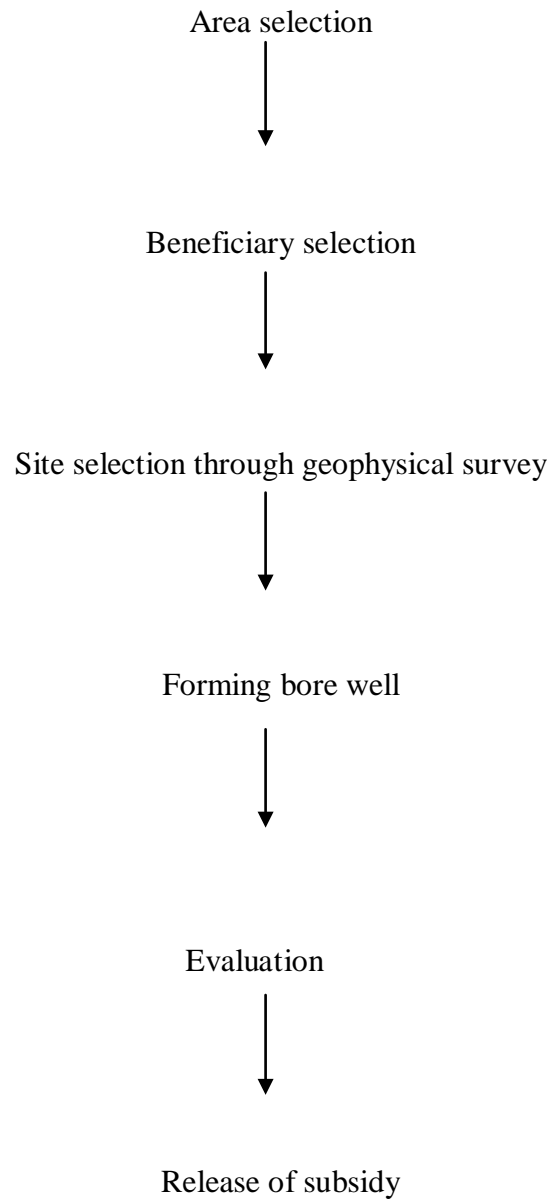 Area selection
Beneficiary selection
Site selection through geophysical survey
Forming bore well
Evaluation
Release of subsidy